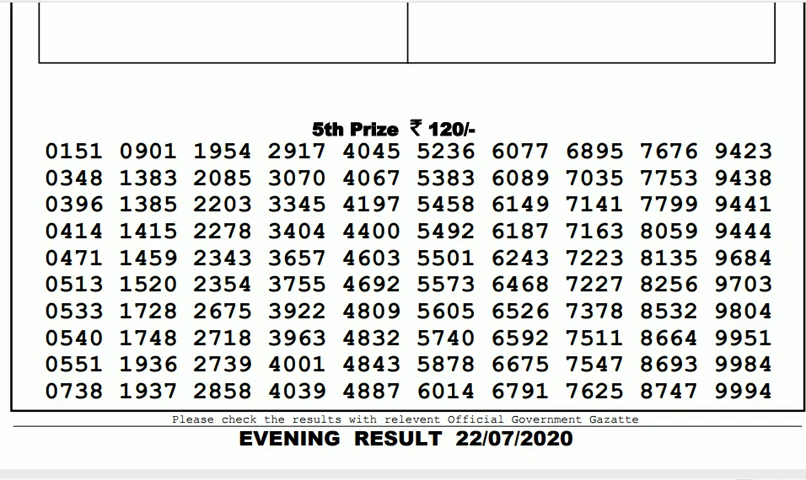 5th Prize ₹ 120/-
0151 0901 1954 2917 4045 5236 6077 6895 7676 9423
0348 1383 2085 3070 4067 5383 6089 7035 7753 9438
0396 1385 2203 3345 4197 5458 6149 7141 7799 9441
0414 1415 2278 3404 4400 5492 6187 7163 8059 9444
0471 1459 2343 3657 4603 5501 6243 7223 8135 9684
0513 1520 2354 3755 4692 5573 6468 7227 8256 9703
0533 1728 2675 3922 4809 5605 6526 7378 8532 9804
0540 1748 2718 3963 4832 5740 6592 7511 8664 9951
0551 1936 2739 4001 4843 5878 6675 7547 8693 9984
0738 1937 2858 4039 4887 6014 6791 7625 8747 9994
Please check the results with relevent Official Government Gazatte
EVENING RESULT 22/07/2020